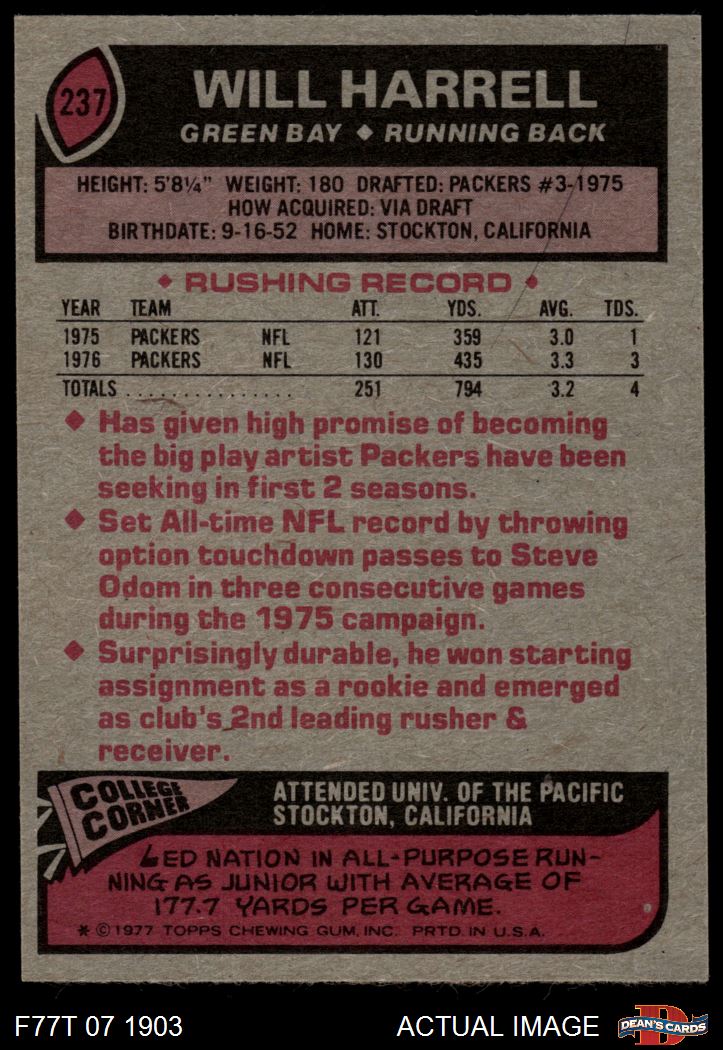 237
WILL HARRELL
GREEN BAY ◆ RUNNING BACK
HEIGHT: 5'8¼" WEIGHT: 180 DRAFTED: PACKERS #3-1975
HOW ACQUIRED: VIA DRAFT
BIRTHDATE: 9-16-52 HOME: STOCKTON, CALIFORNIA
◆ RUSHING RECORD ◆
YEAR TEAM ATT. YDS. AVG. TDS.
1975 PACKERS NFL 121 359 3.0 1
1976 PACKERS NFL 130 435 3.3 3
TOTALS ................ 251 794 3.2 4
◆ Has given high promise of becoming
the big play artist Packers have been
seeking in first 2 seasons.
◆ Set All-time NFL record by throwing
option touchdown passes to Steve
Odom in three consecutive games
during the 1975 campaign.
◆ Surprisingly durable, he won starting
assignment as a rookie and emerged
as club's 2nd leading rusher &
receiver.
COLLEGE
CORNER
ATTENDED UNIV. OF THE PACIFIC
STOCKTON, CALIFORNIA
LED NATION IN ALL-PURPOSE RUN-
NING AS JUNIOR WITH AVERAGE OF
177.7 YARDS PER GAME.
* ©1977 TOPPS CHEWING GUM, INC. PRTD. IN U.S.A.
F77T 07 1903 ACTUAL IMAGE
D
DEAN'S CARDS